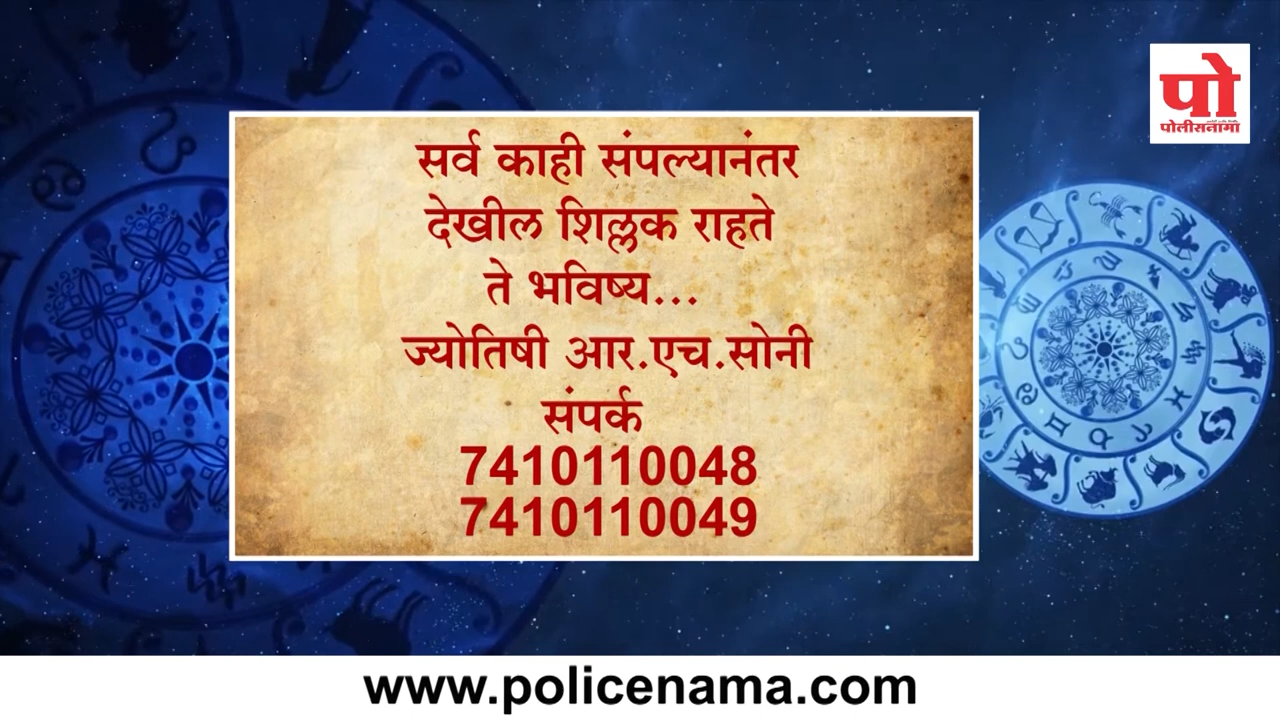 पो
पोलीसनामा
सर्व काही संपल्यानंतर
देखील शिल्लक राहते
ते भविष्य...
ज्योतिषी आर.एच.सोनी
संपर्क
7410110048
7410110049
www.policenama.com